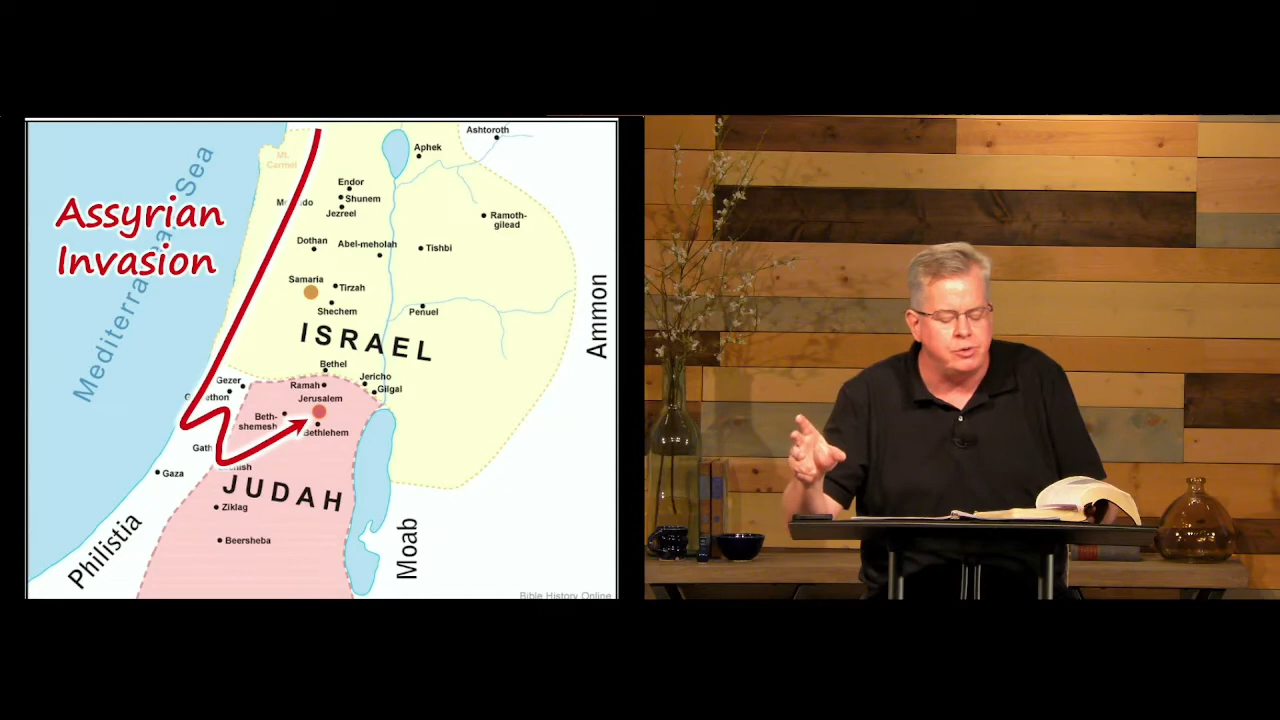 Assyrian
Invasion
Mediterranean Sea
Mt.
Carmel
Ashtoroth
Aphek
Endor
Shunem
Jezreel
Ramoth-
gilead
Dothan
Abel-meholah
Tishbi
Samaria
Tirzah
Shechem
Penuel
ISRAEL
Ammon
Bethel
Jericho
Gilgal
Gezer
Ramah
Jerusalem
Beth-
shemesh
Bethlehem
Gath
Gaza
JUDAH
Ziklag
Beersheba
Philistia
Moab
Bible History Online